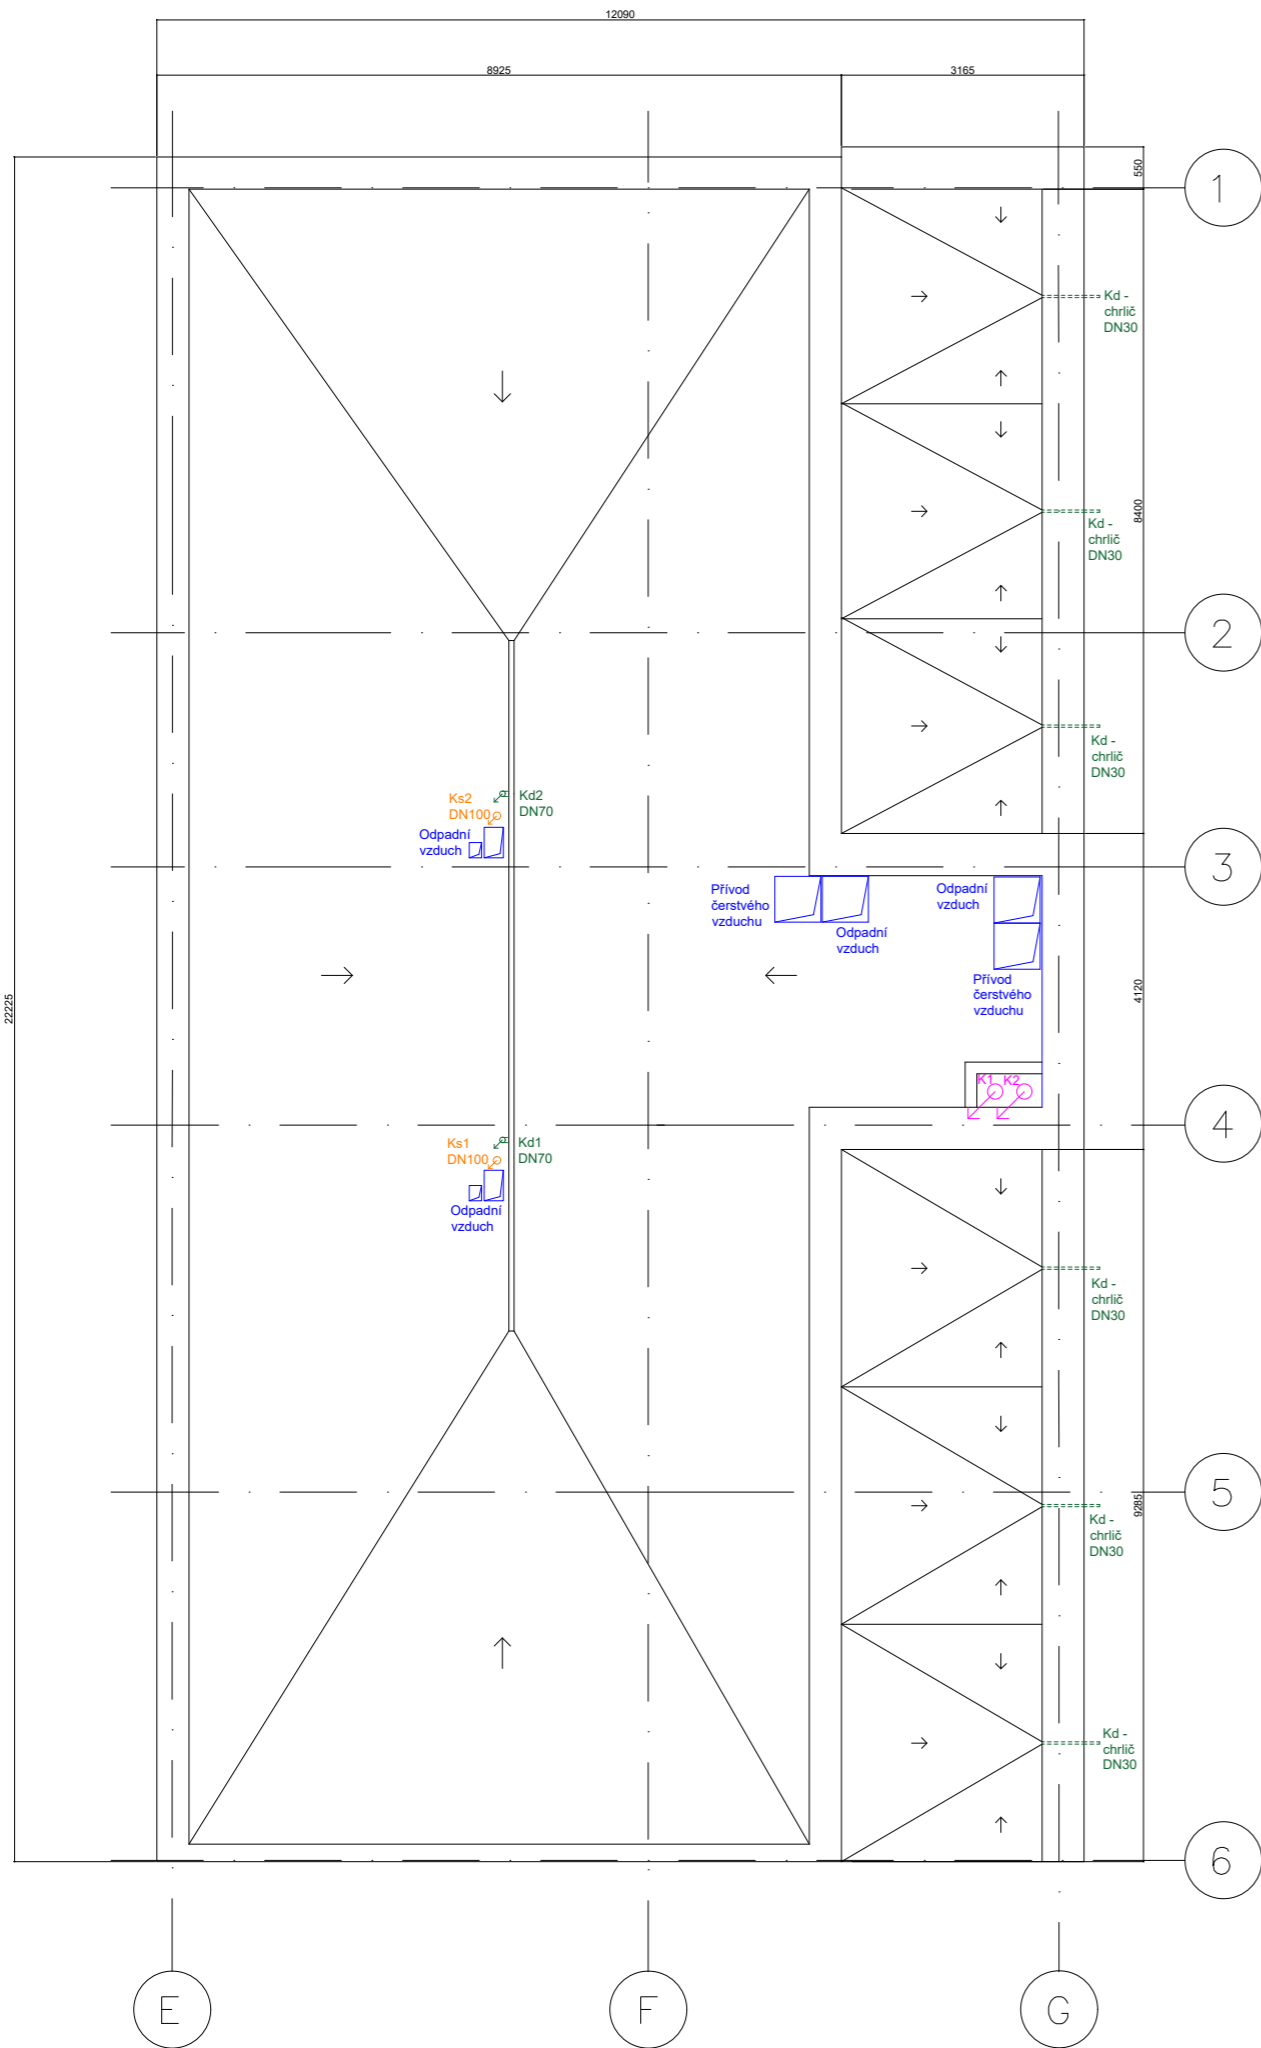 12090
8925
3165
550
1
Kd -
chrlič
DN30
8400
Kd -
chrlič
DN30
2
Kd -
chrlič
DN30
Ks2
DN100
Kd2
DN70
Odpadní
vzduch
3
Přívod
čerstvého
vzduchu
Odpadní
vzduch
Odpadní
vzduch
Přívod
čerstvého
vzduchu
22225
4120
K1
K2
4
Ks1
DN100
Kd1
DN70
Odpadní
vzduch
Kd -
chrlič
DN30
5
9285
Kd -
chrlič
DN30
Kd -
chrlič
DN30
6
E
F
G